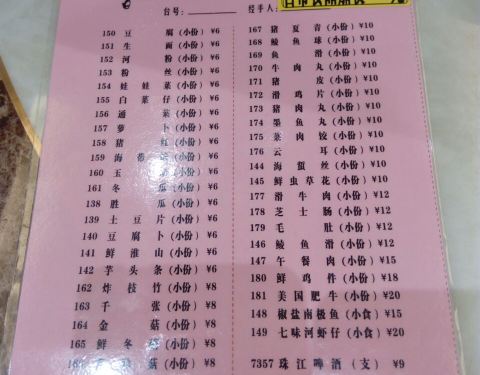 台号：
经手人：
150 豆腐(小份) ¥6
151 生面(小份) ¥6
152 河粉(小份) ¥6
153 粉丝(小份) ¥6
154 娃娃菜(小份) ¥6
155 白菜仔(小份) ¥6
156 通菜(小份) ¥6
157 萝卜(小份) ¥6
158 猪红(小份) ¥6
159 海带(小份) ¥6
160 玉(小份) ¥6
161 冬瓜(小份) ¥6
138 胜瓜(小份) ¥6
139 土豆片(小份) ¥6
140 豆腐卜(小份) ¥6
141 鲜淮山(小份) ¥6
142 芋头条(小份) ¥6
162 炸枝竹(小份) ¥8
163 千张(小份) ¥8
164 金菇(小份) ¥8
165 鲜冬菇(小份) ¥8
菇(小份) ¥8
167 猪夏音(小份) ¥10
168 鲮鱼球(小份) ¥10
169 鱼滑(小份) ¥10
170 牛肉丸(小份) ¥10
171 猪皮(小份) ¥10
172 滑鸡片(小份) ¥10
173 猪肉丸(小份) ¥10
174 墨鱼丸(小份) ¥10
175 菜肉饺(小份) ¥10
176 云耳(小份) ¥10
144 海蜇丝(小份) ¥10
145 鲜虫草花(小份) ¥10
177 滑牛肉(小份) ¥12
178 芝士肠(小份) ¥12
179 毛肚(小份) ¥12
146 鲮鱼滑(小份) ¥12
147 午餐肉(小份) ¥15
180 鲜鸡件(小份) ¥18
181 美国肥牛(小份) ¥20
148 椒盐南极鱼(小食) ¥15
149 七味河虾仔(小食) ¥20
7357 珠江啤酒(支) ¥9